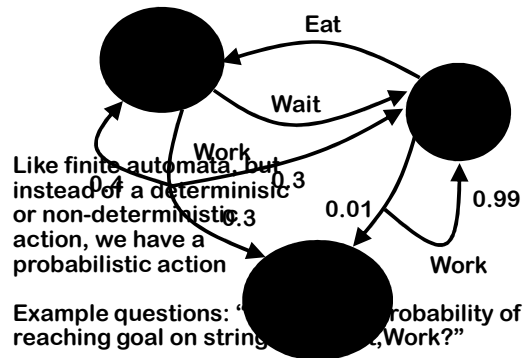 Eat
Wait
Work
0.4
0.3
0.3
0.01
0.99
Work
Like finite automata, but
instead of a determinisic
or non-deterministic
action, we have a
probabilistic action
Example questions: “ robability of
reaching goal on string ,Work?”